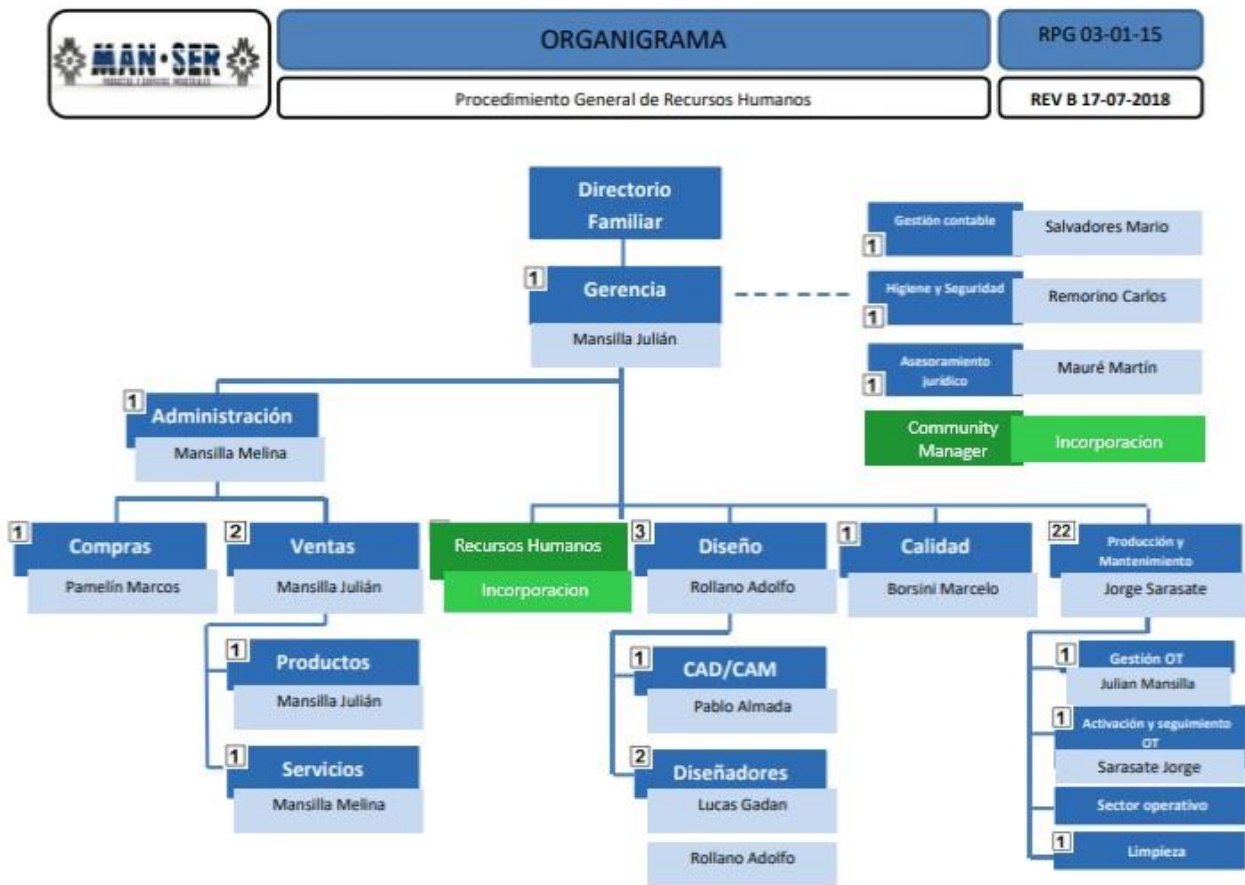 MAN·SER
PRODUCTOS Y SERVICIOS INDUSTRIALES
ORGANIGRAMA
RPG 03-01-15
Procedimiento General de Recursos Humanos
REV B 17-07-2018
Directorio
Familiar
1
Gerencia
Mansilla Julián
Gestión contable
1
Salvadores Mario
Higiene y Seguridad
1
Remorino Carlos
Asesoramiento
jurídico
1
Mauré Martín
Community
Manager
Incorporacion
1
Administración
Mansilla Melina
1
Compras
Pamelín Marcos
2
Ventas
Mansilla Julián
Recursos Humanos
Incorporacion
3
Diseño
Rollano Adolfo
1
Calidad
Borsini Marcelo
22
Producción y
Mantenimiento
Jorge Sarasate
1
Productos
Mansilla Julián
1
Servicios
Mansilla Melina
1
CAD/CAM
Pablo Almada
2
Diseñadores
Lucas Gadan
Rollano Adolfo
1
Gestión OT
Julian Mansilla
1
Activación y seguimiento
OT
Sarasate Jorge
Sector operativo
1
Limpieza